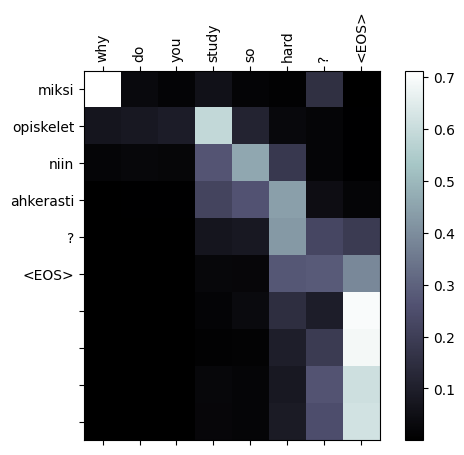 why do you study so hard ? <EOS>
miksi
opiskelet
niin
ahkerasti
?
<EOS>
0.7
0.6
0.5
0.4
0.3
0.2
0.1